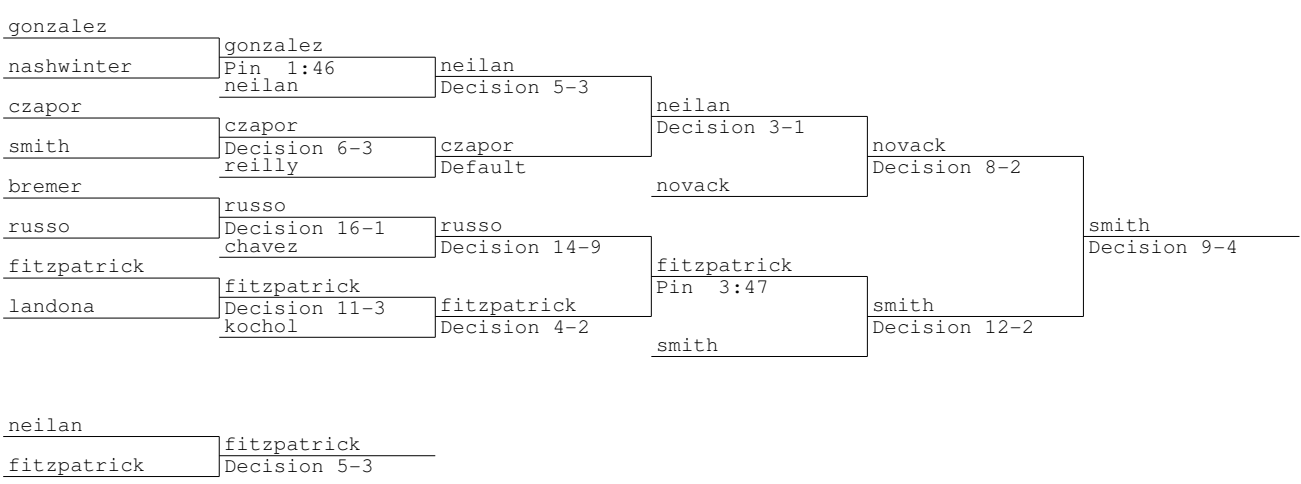 gonzalez
gonzalez
nashwinter
Pin 1:46
neilan
neilan
Decision 5-3
czapor
neilan
czapor
Decision 3-1
smith
Decision 6-3
czapor
novack
reilly
Default
Decision 8-2
bremer
novack
russo
russo
Decision 16-1
russo
smith
chavez
Decision 14-9
Decision 9-4
fitzpatrick
fitzpatrick
fitzpatrick
Pin 3:47
landona
Decision 11-3
fitzpatrick
smith
kochol
Decision 4-2
Decision 12-2
smith
neilan
fitzpatrick
fitzpatrick
Decision 5-3